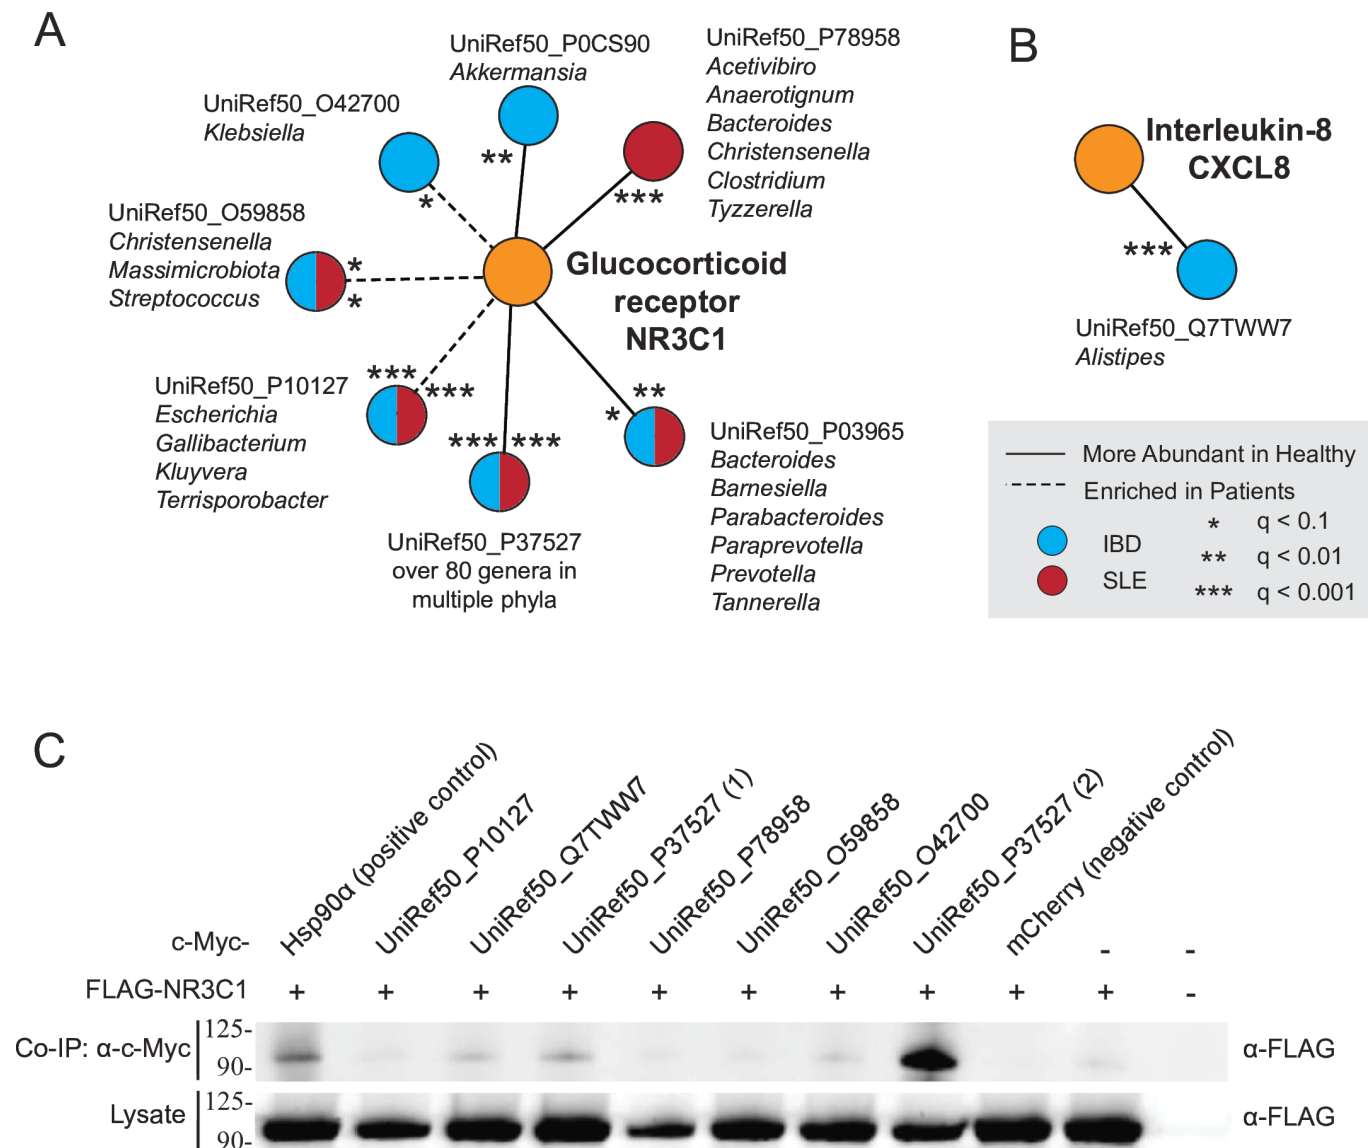 A
UniRef50_P0CS90
Akkermansia
UniRef50_P78958
Acetivibiro
Anaerotignum
Bacteroides
Christensenella
Clostridium
Tyzzerella
UniRef50_O42700
Klebsiella
**
*
***
UniRef50_O59858
Christensenella
Massimicrobiota
Streptococcus
*
*
Glucocorticoid
receptor
NR3C1
UniRef50_P10127
Escherichia
Gallibacterium
Kluyvera
Terrisporobacter
***
***
*** ***
UniRef50_P37527
over 80 genera in
multiple phyla
**
*
UniRef50_P03965
Bacteroides
Barnesiella
Parabacteroides
Paraprevotella
Prevotella
Tannerella
B
Interleukin-8
CXCL8
***
UniRef50_Q7TWW7
Alistipes
More Abundant in Healthy
Enriched in Patients
IBD
SLE
* q < 0.1
** q < 0.01
*** q < 0.001
C
c-Myc-
Hsp90α (positive control)
UniRef50_P10127
UniRef50_Q7TWW7
UniRef50_P37527 (1)
UniRef50_P78958
UniRef50_O59858
UniRef50_O42700
UniRef50_P37527 (2)
mCherry (negative control)
- -
FLAG-NR3C1 + + + + + + + + + + -
Co-IP: α-c-Myc 125- α-FLAG
90-
Lysate 125- α-FLAG
90-